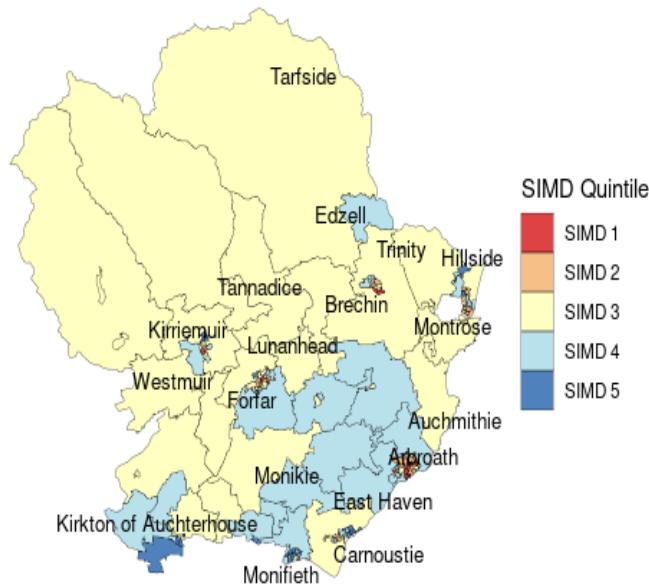 Tarfside
SIMD Quintile
Edzell
SIMD 1
Trinity
Hillside
SIMD 2
Tannadice
Brechin
SIMD 3
Kirriemuir
Montrose
Lunanhead
SIMD 4
Westmuir
Forfar
SIMD 5
Auchmithie
Arbroath
Monikie
East Haven
Kirkton of Auchterhouse
Carnoustie
Monifieth